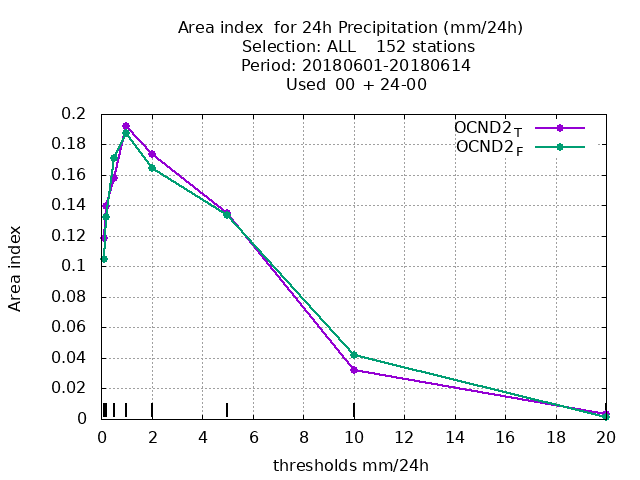 Area index  for 24h Precipitation (mm/24h)
Selection: ALL    152 stations
Period: 20180601-20180614
Used  00  + 24-00
OCND2_T
OCND2_F
0.2
0.18
0.16
0.14
0.12
0.1
0.08
0.06
0.04
0.02
0
Area index
0 2 4 6 8 10 12 14 16 18 20
thresholds mm/24h